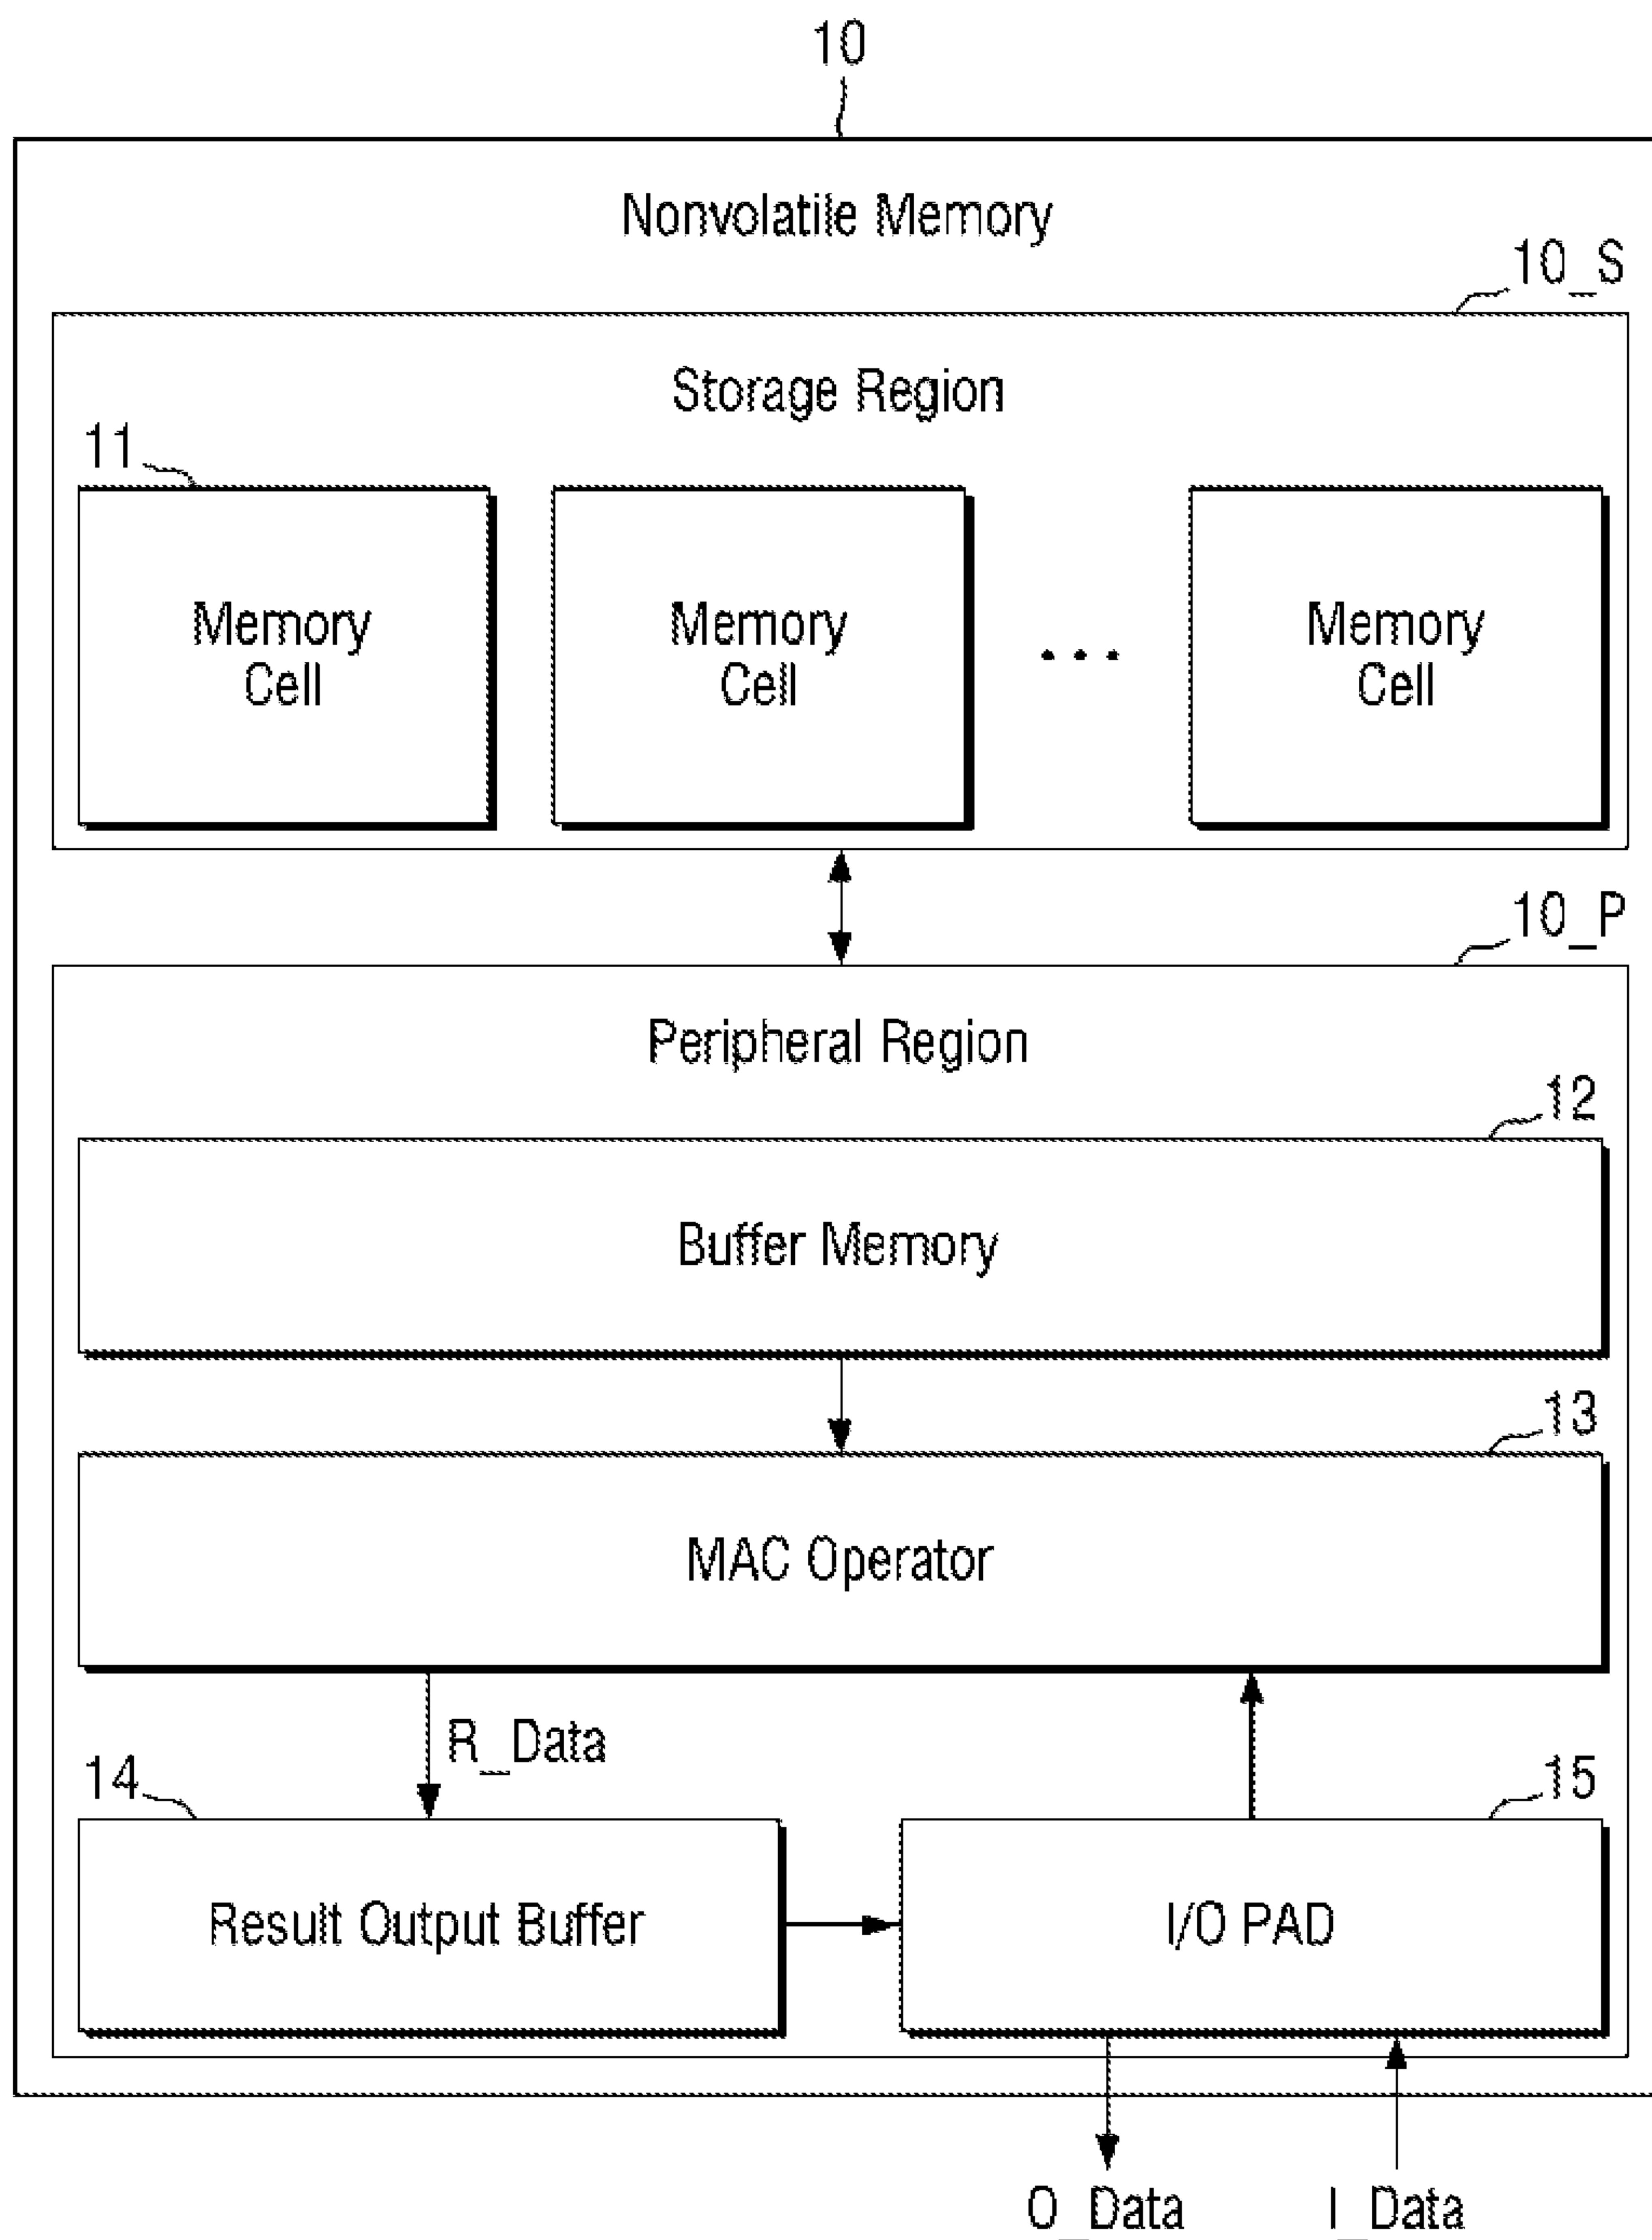 10
Nonvolatile Memory
10_S
Storage Region
11
Memory
Cell
Memory
Cell
...
Memory
Cell
10_P
Peripheral Region
12
Buffer Memory
13
MAC Operator
R_Data
14
15
Result Output Buffer
I/O PAD
O_Data
I_Data